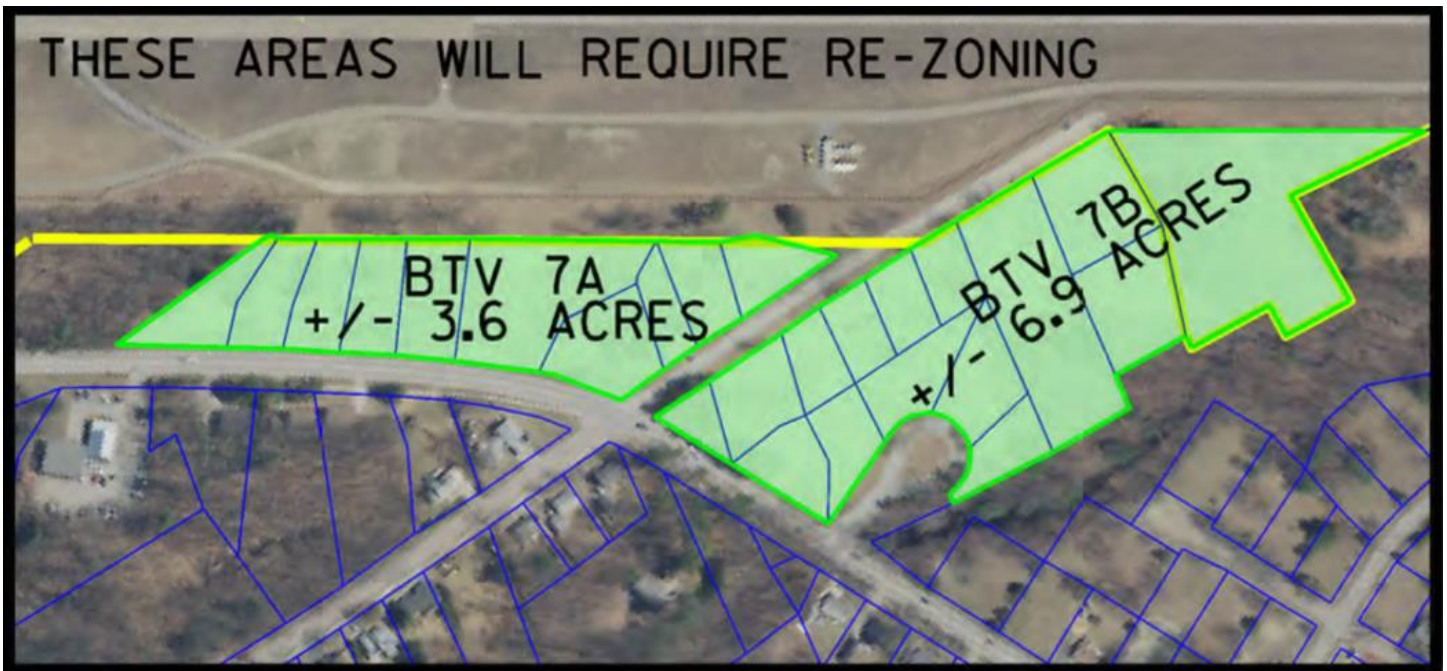 THESE AREAS WILL REQUIRE RE-ZONING
BTV 7A
+/- 3.6 ACRES
BTV 7B
+/- 6.9 ACRES